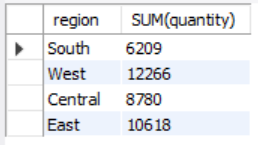 region SUM(quantity)
South 6209
West 12266
Central 8780
East 10618